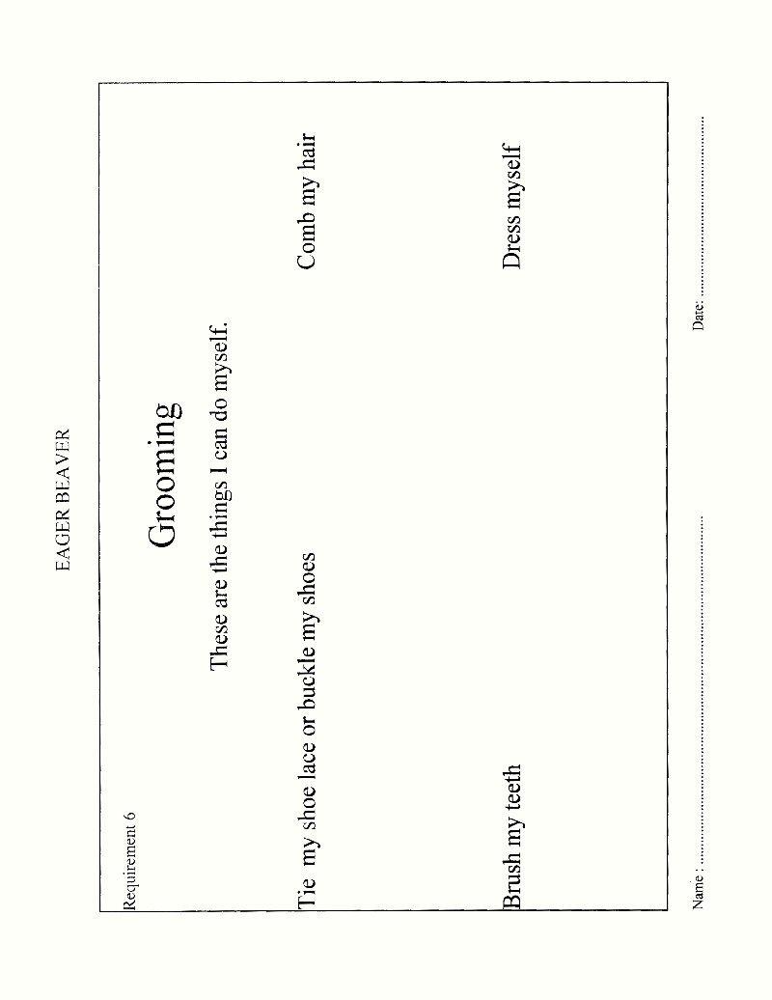 EAGER BEAVER
Requirement 6
Grooming
These are the things I can do myself.
Tie my shoe lace or buckle my shoes
Comb my hair
Brush my teeth
Dress myself
Name : ........................................................................
Date: ............................................